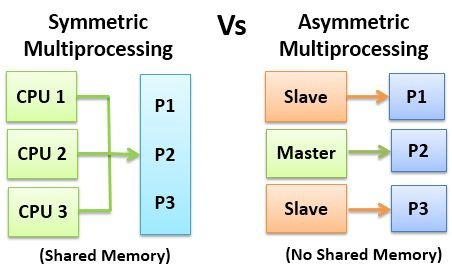 Symmetric
Multiprocessing
Vs
Asymmetric
Multiprocessing
CPU 1
CPU 2
CPU 3
P1
P2
P3
(Shared Memory)
Slave
P1
Master
P2
Slave
P3
(No Shared Memory)